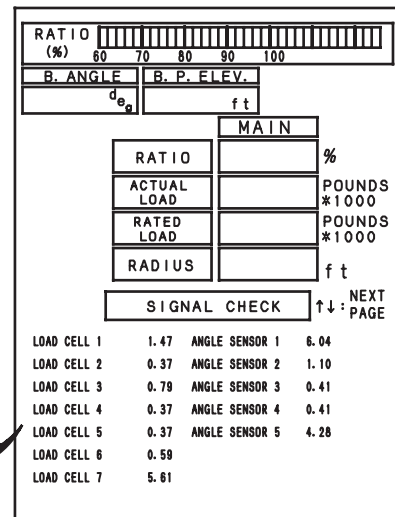 RATIO
(%) 60 70 80 90 100
B. ANGLE B. P. ELEV.
deg ft
MAIN
RATIO %
ACTUAL LOAD POUNDS *1000
RATED LOAD POUNDS *1000
RADIUS ft
SIGNAL CHECK ↑↓: NEXT PAGE
LOAD CELL 1 1.47 ANGLE SENSOR 1 6.04
LOAD CELL 2 0.37 ANGLE SENSOR 2 1.10
LOAD CELL 3 0.79 ANGLE SENSOR 3 0.41
LOAD CELL 4 0.37 ANGLE SENSOR 4 0.41
LOAD CELL 5 0.37 ANGLE SENSOR 5 4.28
LOAD CELL 6 0.59
LOAD CELL 7 5.61